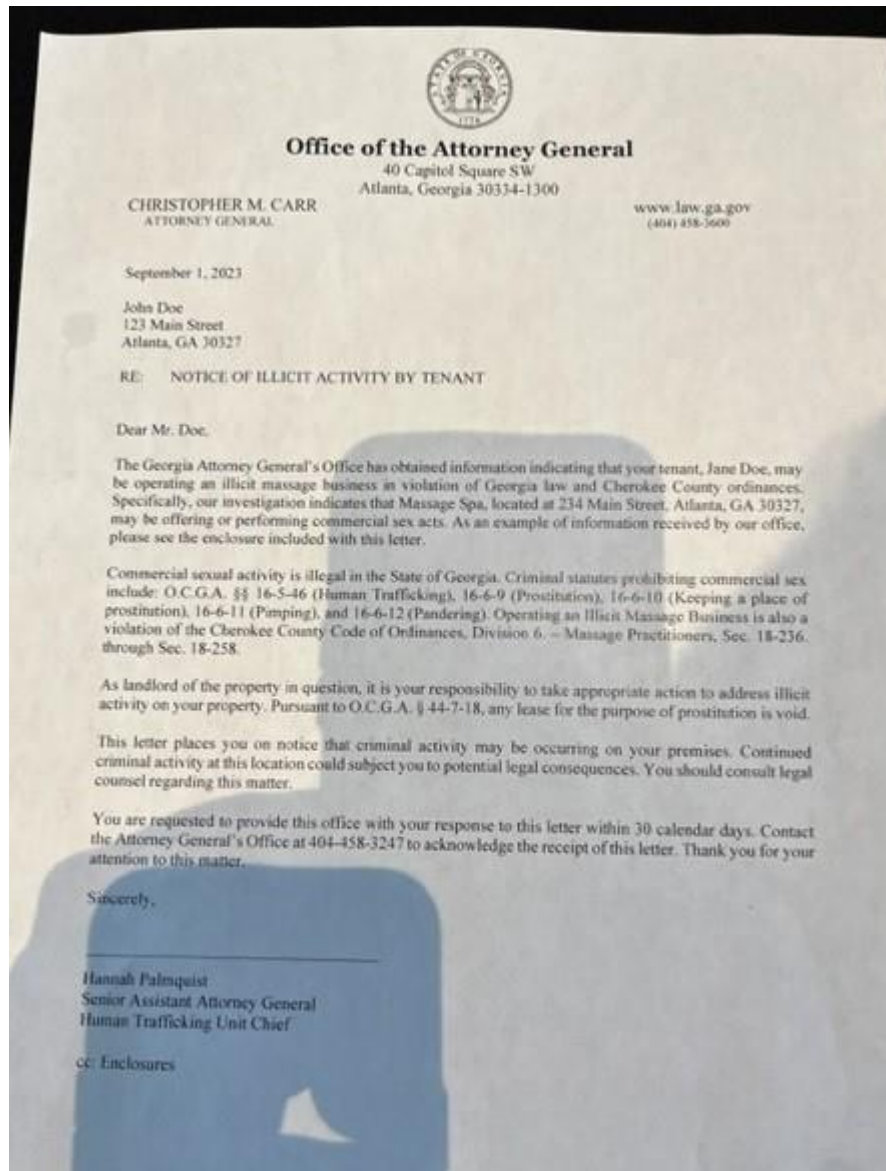 STATE OF GEORGIA
1776
Office of the Attorney General
40 Capitol Square SW
Atlanta, Georgia 30334-1300
CHRISTOPHER M. CARR
ATTORNEY GENERAL
www.law.ga.gov
(404) 458-3600
September 1, 2023
John Doe
123 Main Street
Atlanta, GA 30327
RE: NOTICE OF ILLICIT ACTIVITY BY TENANT
Dear Mr. Doe,
The Georgia Attorney General's Office has obtained information indicating that your tenant, Jane Doe, may
be operating an illicit massage business in violation of Georgia law and Cherokee County ordinances.
Specifically, our investigation indicates that Massage Spa, located at 234 Main Street, Atlanta, GA 30327,
may be offering or performing commercial sex acts. As an example of information received by our office,
please see the enclosure included with this letter.
Commercial sexual activity is illegal in the State of Georgia. Criminal statutes prohibiting commercial sex
include: O.C.G.A. §§ 16-5-46 (Human Trafficking), 16-6-9 (Prostitution), 16-6-10 (Keeping a place of
prostitution), 16-6-11 (Pimping), and 16-6-12 (Pandering). Operating an Illicit Massage Business is also a
violation of the Cherokee County Code of Ordinances, Division 6. – Massage Practitioners, Sec. 18-236.
through Sec. 18-258.
As landlord of the property in question, it is your responsibility to take appropriate action to address illicit
activity on your property. Pursuant to O.C.G.A. § 44-7-18, any lease for the purpose of prostitution is void.
This letter places you on notice that criminal activity may be occurring on your premises. Continued
criminal activity at this location could subject you to potential legal consequences. You should consult legal
counsel regarding this matter.
You are requested to provide this office with your response to this letter within 30 calendar days. Contact
the Attorney General's Office at 404-458-3247 to acknowledge the receipt of this letter. Thank you for your
attention to this matter.
Sincerely,
Hannah Palmquist
Senior Assistant Attorney General
Human Trafficking Unit Chief
cc: Enclosures